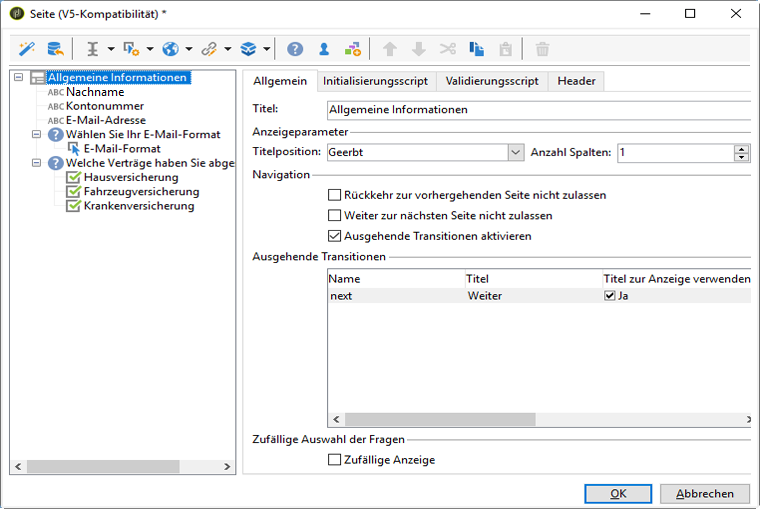 Seite (V5-Kompatibilität) *
Allgemeine Informationen
ABC Nachname
ABC Kontonummer
ABC E-Mail-Adresse
Wählen Sie Ihr E-Mail-Format
E-Mail-Format
Welche Verträge haben Sie abge
Hausversicherung
Fahrzeugversicherung
Krankenversicherung
Allgemein Initialisierungsscript Validierungsscript Header
Titel: Allgemeine Informationen
Anzeigeparameter
Titelposition: Geerbt Anzahl Spalten: 1
Navigation
Rückkehr zur vorhergehenden Seite nicht zulassen
Weiter zur nächsten Seite nicht zulassen
Ausgehende Transitionen aktivieren
Ausgehende Transitionen
Name Titel Titel zur Anzeige verwenden
next Weiter Ja
Zufällige Auswahl der Fragen
Zufällige Anzeige
OK Abbrechen